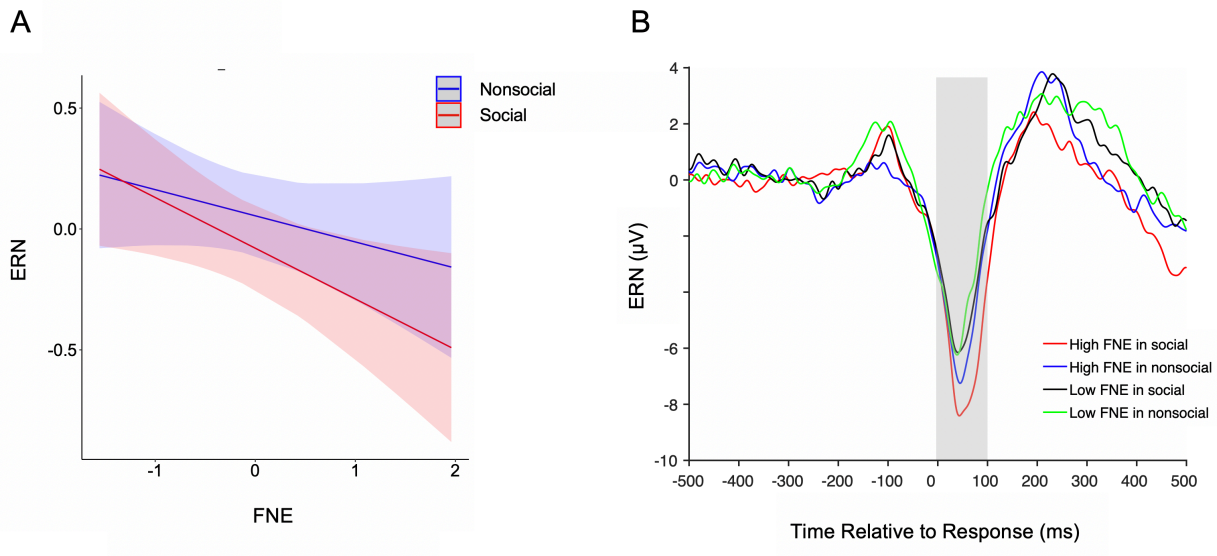 A
Nonsocial
Social
0.5
0.0
-0.5
ERN
-1
0
1
2
FNE
B
4
2
0
-6
-8
-10
ERN (μV)
High FNE in social
High FNE in nonsocial
Low FNE in social
Low FNE in nonsocial
-500 -400 -300 -200 -100 0 100 200 300 400 500
Time Relative to Response (ms)